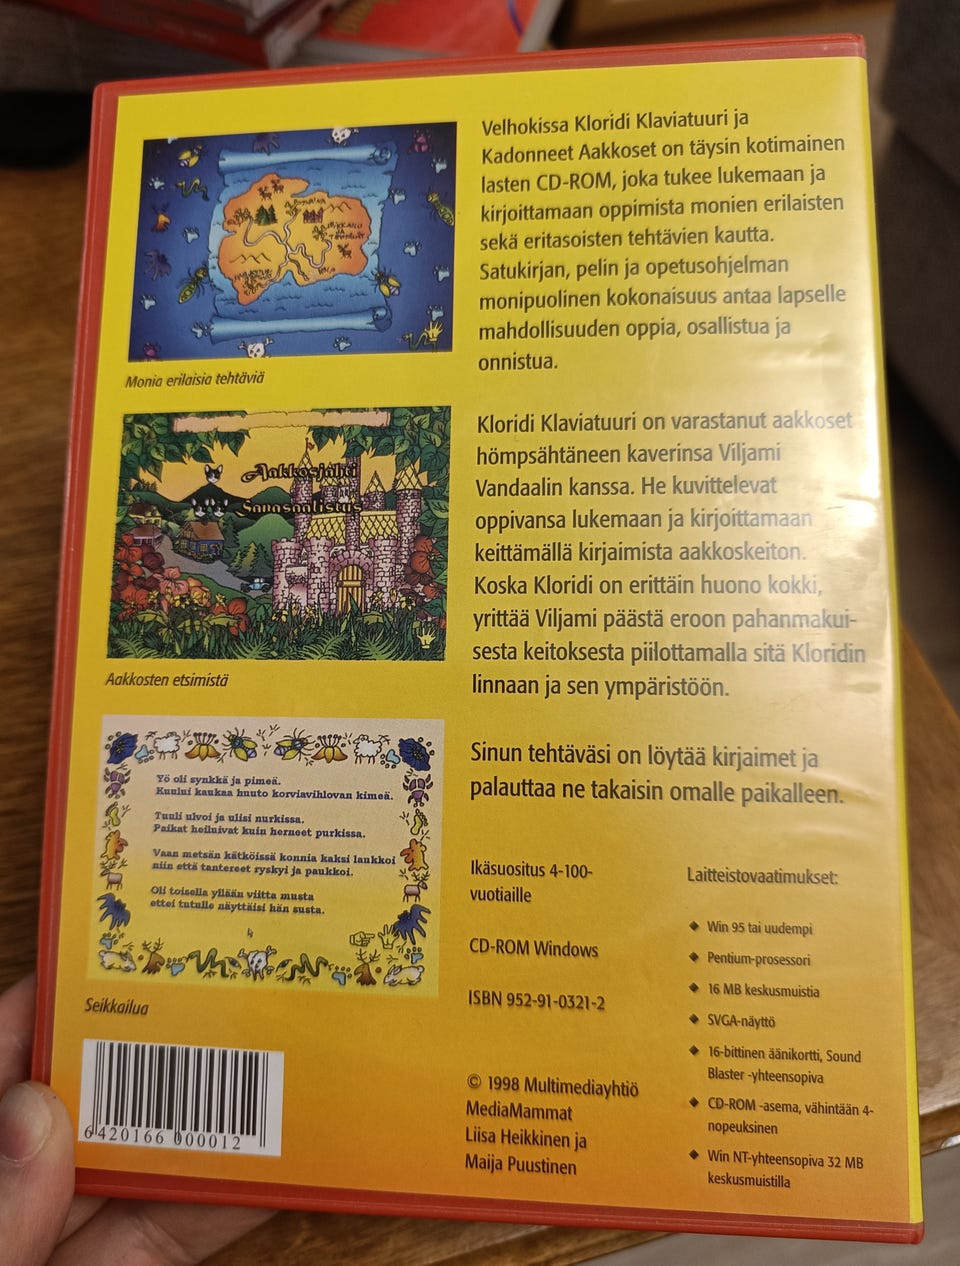 Velhokissa Kloridi Klaviatuuri ja
Kadonneet Aakkoset on täysin kotimainen
lasten CD-ROM, joka tukee lukemaan ja
kirjoittamaan oppimista monien erilaisten
sekä eritasoisten tehtävien kautta.
Satukirjan, pelin ja opetusohjelman
monipuolinen kokonaisuus antaa lapselle
mahdollisuuden oppia, osallistua ja
onnistua.
Monia erilaisia tehtäviä
Kloridi Klaviatuuri on varastanut aakkoset
hömpsähtäneen kaverinsa Viljami
Vandaalin kanssa. He kuvittelevat
oppivansa lukemaan ja kirjoittamaan
keittämällä kirjaimista aakkoskeiton.
Koska Kloridi on erittäin huono kokki,
yrittää Viljami päästä eroon pahanmakui-
sesta keitoksesta piilottamalla sitä Kloridin
linnaan ja sen ympäristöön.
Aakkosjahti
Sanasaalistus
Aakkosten etsimistä
Sinun tehtäväsi on löytää kirjaimet ja
palauttaa ne takaisin omalle paikalleen.
Yö oli synkkä ja pimeä.
Kuului kaukaa huuto korviavihlovan kimeä.
Tuuli ulvoi ja ulisi nurkissa.
Paikat heiluivat kuin herneet purkissa.
Vaan metsän kätköissä konnia kaksi laukkoi
niin että tantereet ryskyi ja paukkoi.
Oli toisella yllään viitta musta
ettei tutulle näyttäisi hän susta.
Seikkailua
Ikäsuositus 4-100-
vuotiaille
CD-ROM Windows
ISBN 952-91-0321-2
© 1998 Multimediayhtiö
MediaMammat
Liisa Heikkinen ja
Maija Puustinen
Laitteistovaatimukset:
◆ Win 95 tai uudempi
◆ Pentium-prosessori
◆ 16 MB keskusmuistia
◆ SVGA-näyttö
◆ 16-bittinen äänikortti, Sound
Blaster -yhteensopiva
◆ CD-ROM -asema, vähintään 4-
nopeuksinen
◆ Win NT-yhteensopiva 32 MB
keskusmuistilla
6420166 000012